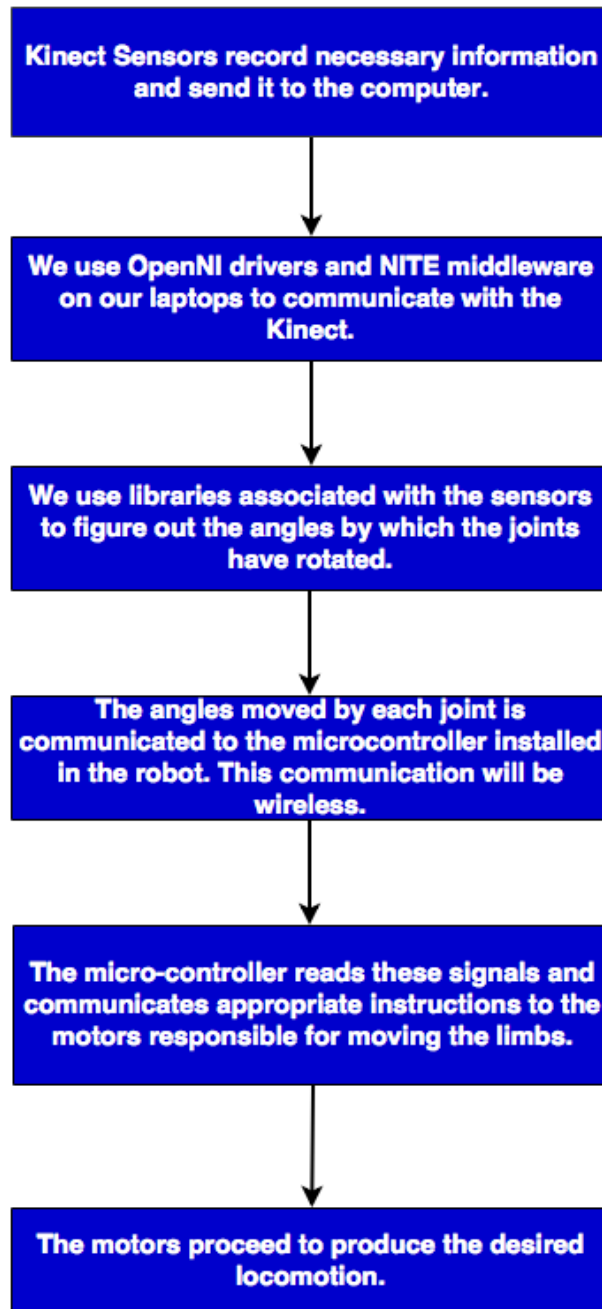 Kinect Sensors record necessary information
and send it to the computer.
We use OpenNI drivers and NITE middleware
on our laptops to communicate with the
Kinect.
We use libraries associated with the sensors
to figure out the angles by which the joints
have rotated.
The angles moved by each joint is
communicated to the microcontroller installed
in the robot. This communication will be
wireless.
The micro-controller reads these signals and
communicates appropriate instructions to the
motors responsible for moving the limbs.
The motors proceed to produce the desired
locomotion.